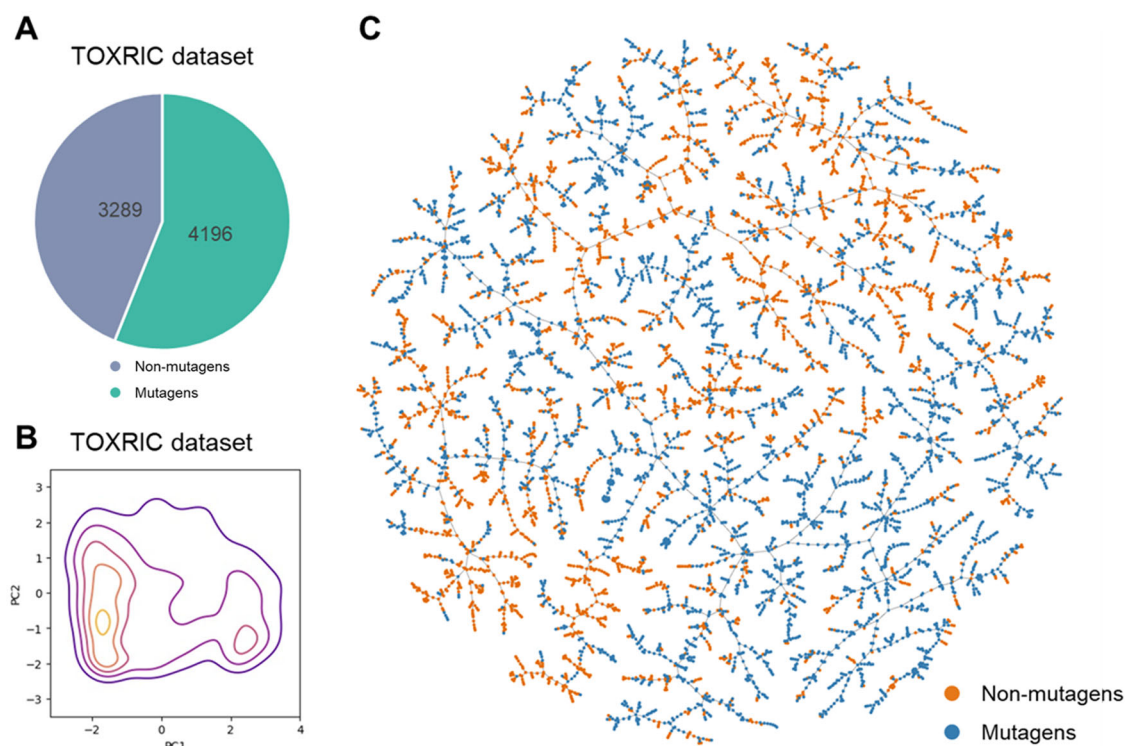 A
TOXRIC dataset
3289
4196
Non-mutagens
Mutagens
B
TOXRIC dataset
3
2
1
0
−1
−2
−3
PC2
−2
0
2
4
PC1
C
Non-mutagens
Mutagens